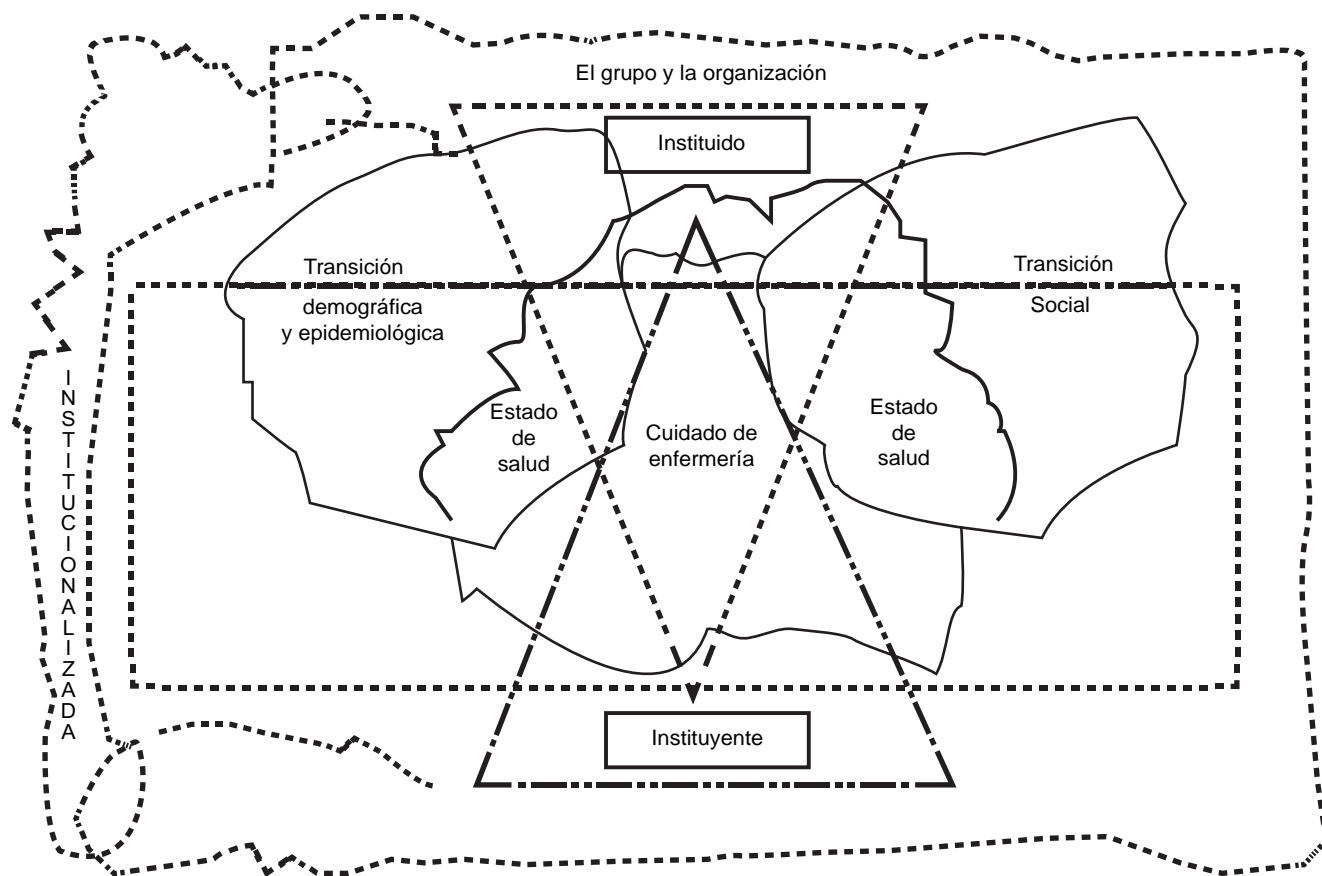 El grupo y la organización
Instituido
Transición
demográfica
y epidemiológica
Transición
Social
Estado
de
salud
Cuidado de
enfermería
Estado
de
salud
INSTITUCIONALIZADA
Instituyente